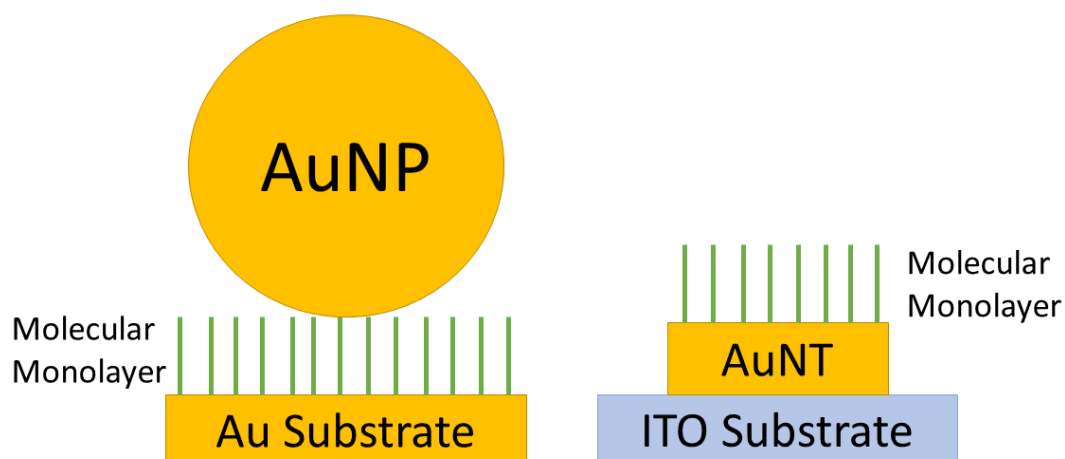 AuNP
Molecular
Monolayer
Au Substrate
Molecular
Monolayer
AuNT
ITO Substrate